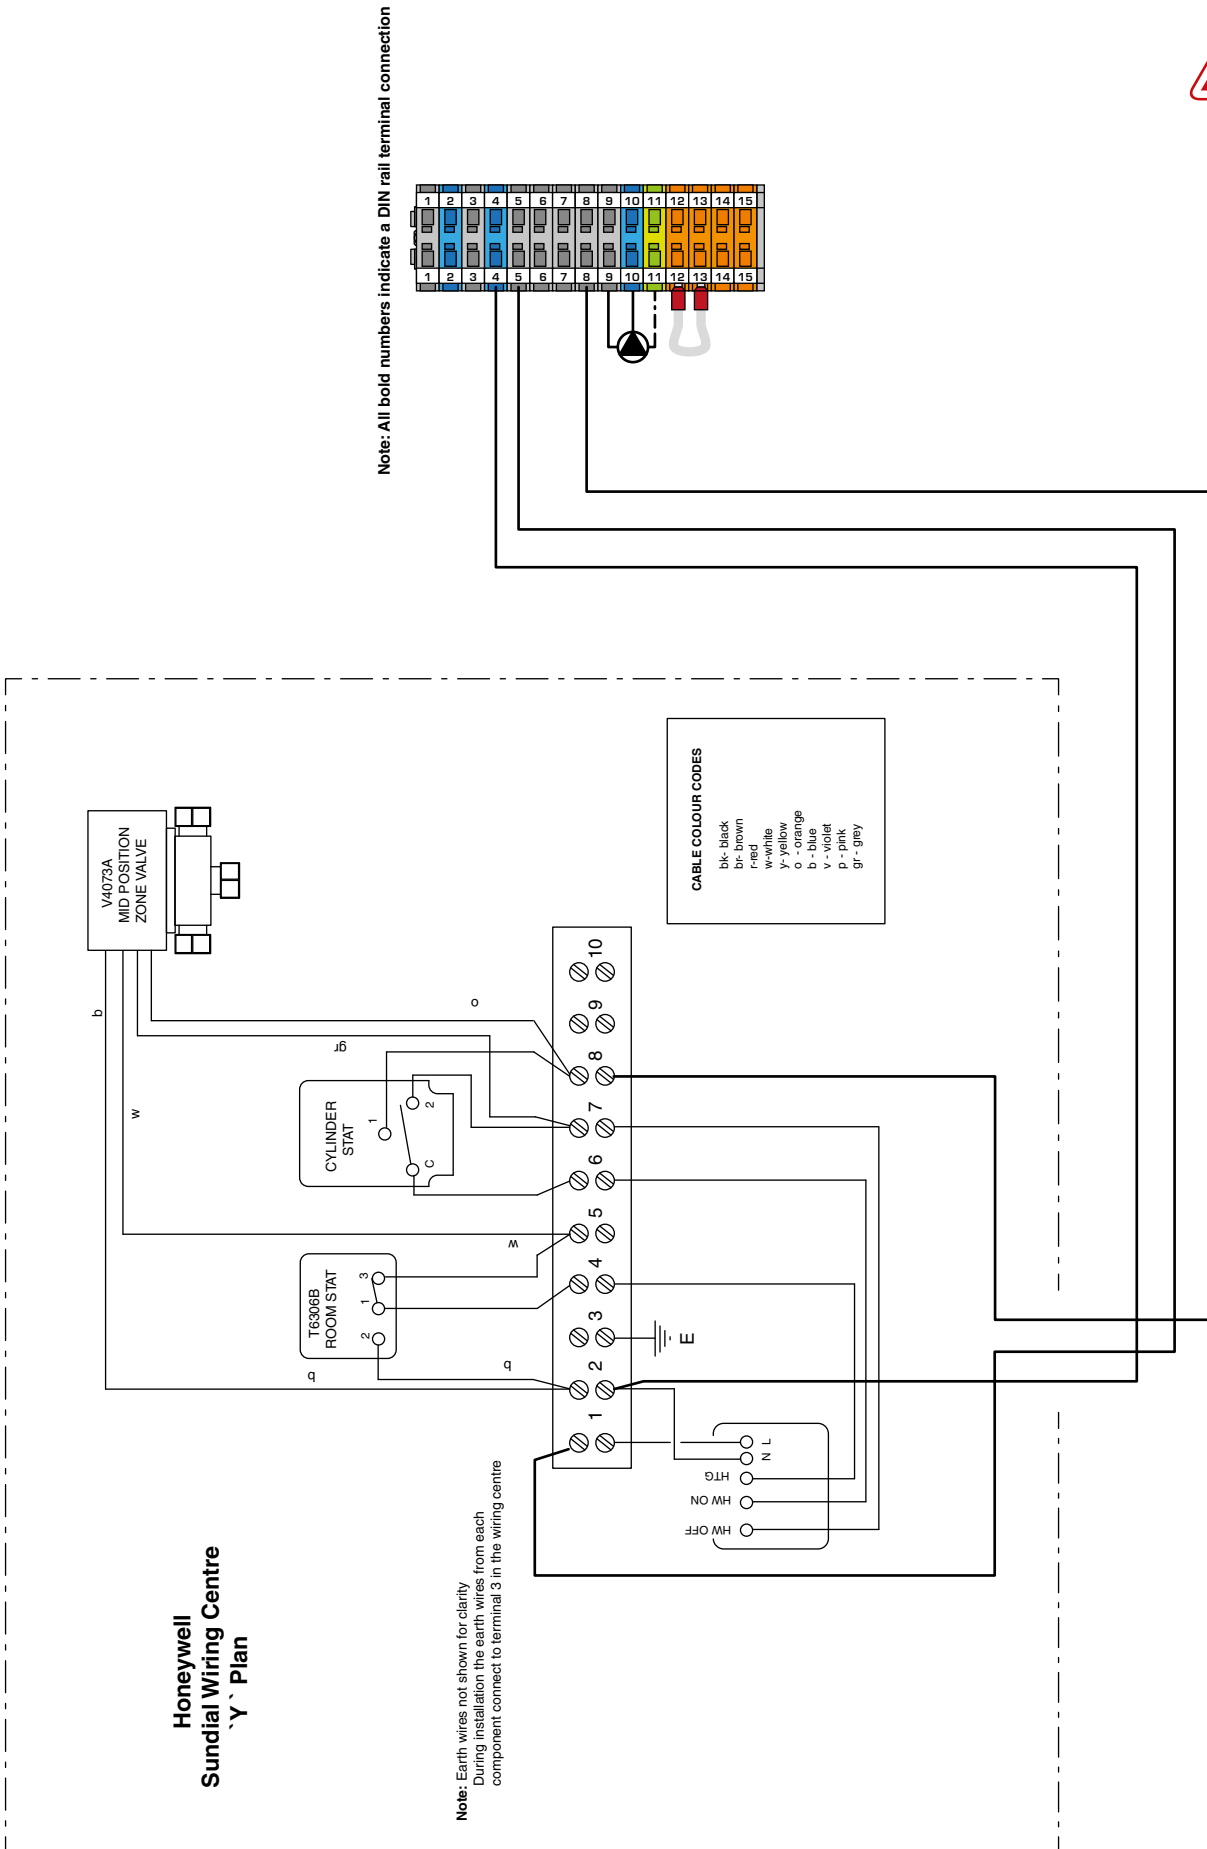 Honeywell
Sundial Wiring Centre
`Y` Plan
Note: Earth wires not shown for clarity
During installation the earth wires from each
component connect to terminal 3 in the wiring centre
Note: All bold numbers indicate a DIN rail terminal connection
1 2 3 4 5 6 7 8 9 10 11 12 13 14 15
1 2 3 4 5 6 7 8 9 10 11 12 13 14 15
V4073A
MID POSITION
ZONE VALVE
b
w
gr
o
CYLINDER
STAT
1
2
C
T6306B
ROOM STAT
2
1
3
w
b
b
1 2 3 4 5 6 7 8 9 10
E
HW OFF
HW ON
HTG
N
L
CABLE COLOUR CODES
bk- black
br- brown
r-red
w-white
y- yellow
o - orange
b - blue
v - violet
p - pink
gr - grey